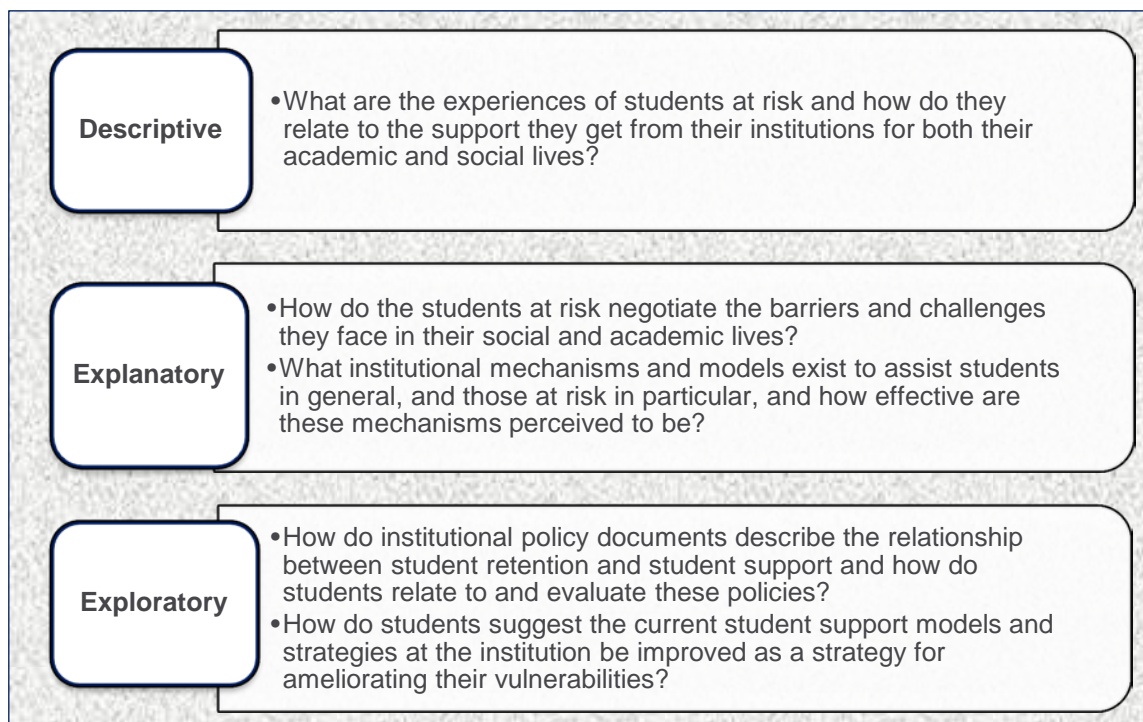 Descriptive
•What are the experiences of students at risk and how do they
relate to the support they get from their institutions for both their
academic and social lives?
Explanatory
•How do the students at risk negotiate the barriers and challenges
they face in their social and academic lives?
•What institutional mechanisms and models exist to assist students
in general, and those at risk in particular, and how effective are
these mechanisms perceived to be?
Exploratory
•How do institutional policy documents describe the relationship
between student retention and student support and how do
students relate to and evaluate these policies?
•How do students suggest the current student support models and
strategies at the institution be improved as a strategy for
ameliorating their vulnerabilities?